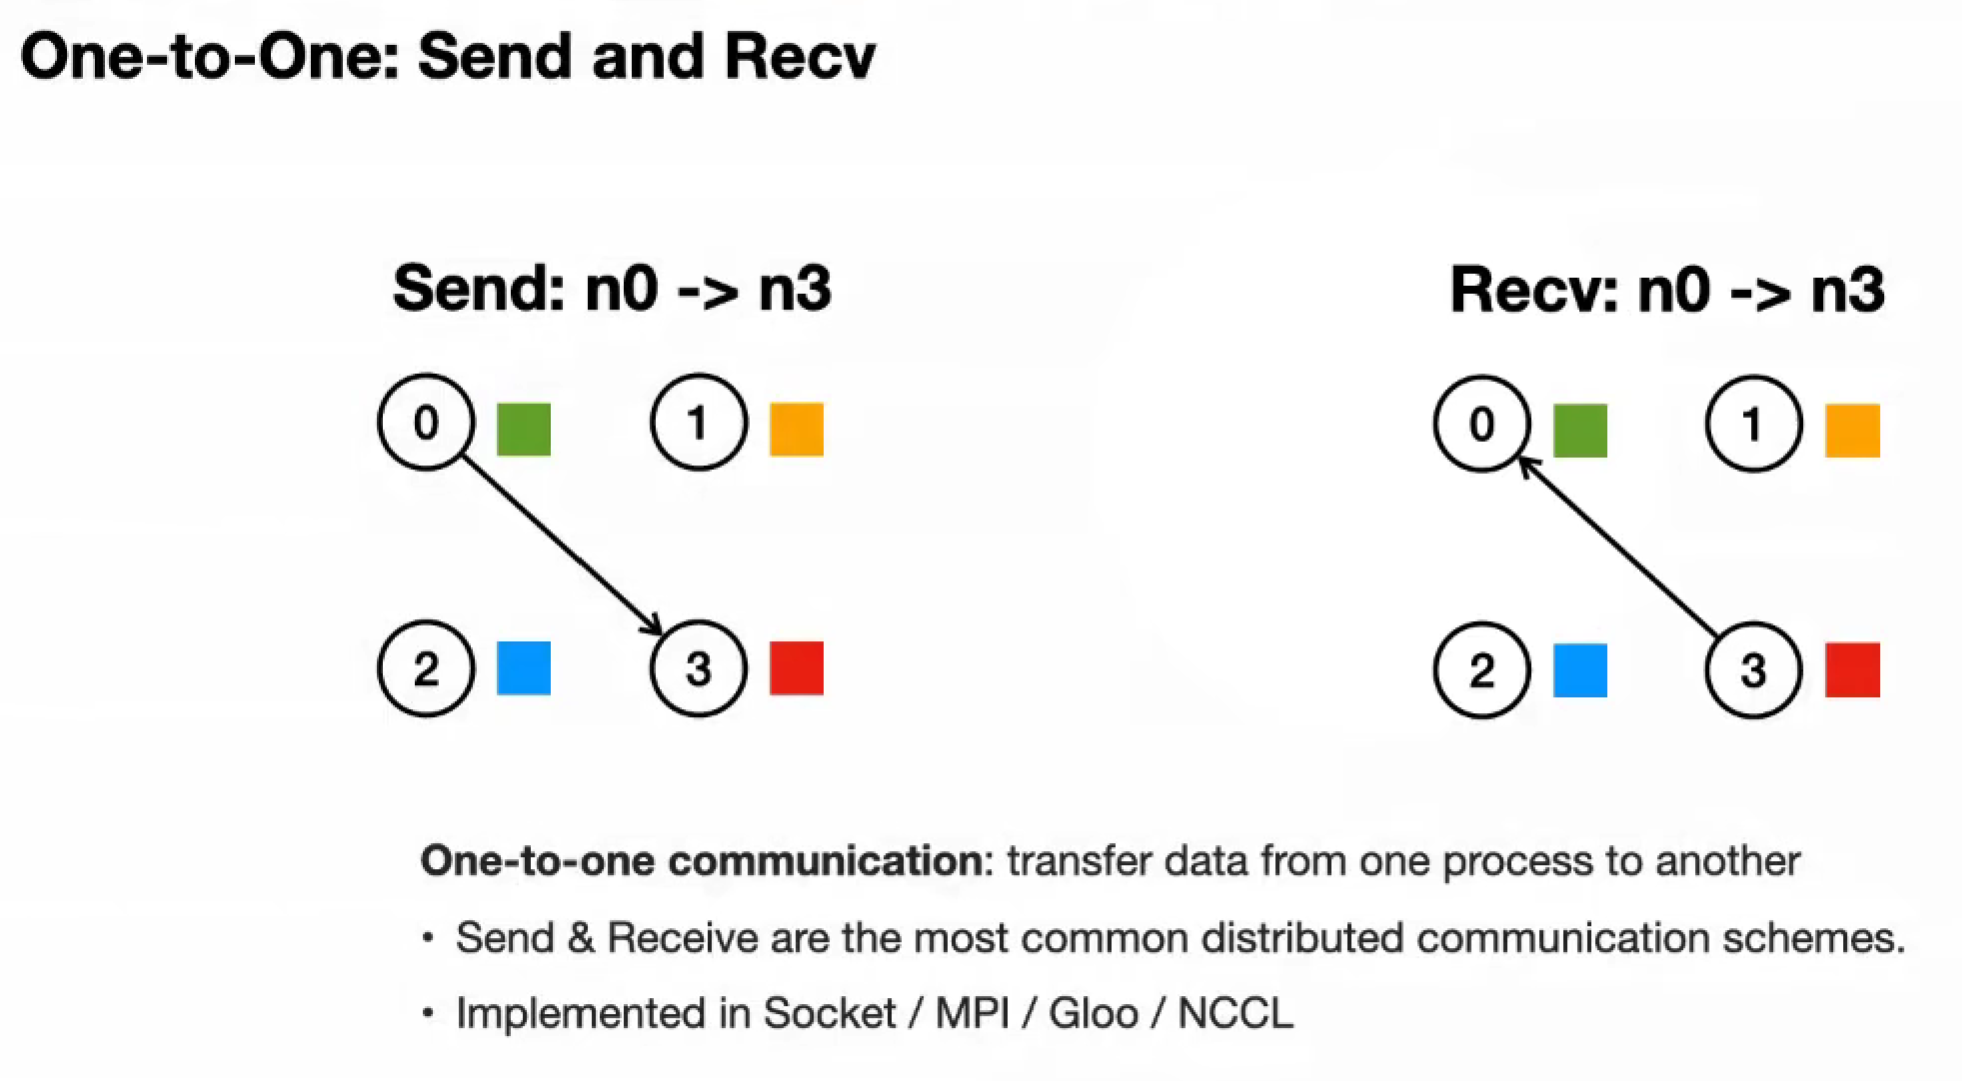 One-to-One: Send and Recv
Send: n0 -> n3
Recv: n0 -> n3
0
1
0
1
2
3
2
3
One-to-one communication: transfer data from one process to another
• Send & Receive are the most common distributed communication schemes.
• Implemented in Socket / MPI / Gloo / NCCL